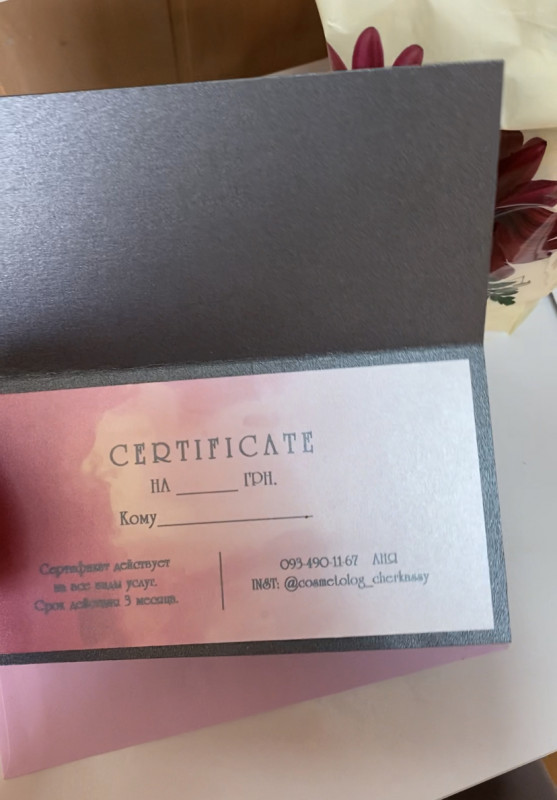 CERTIFICATE
НА ______ ГРН.
Кому______________
Сертификат действует
на все виды услуг.
Срок действия 3 месяца.
093-490-11-67 АНЯ
INST: @cosmetolog_cherkassy